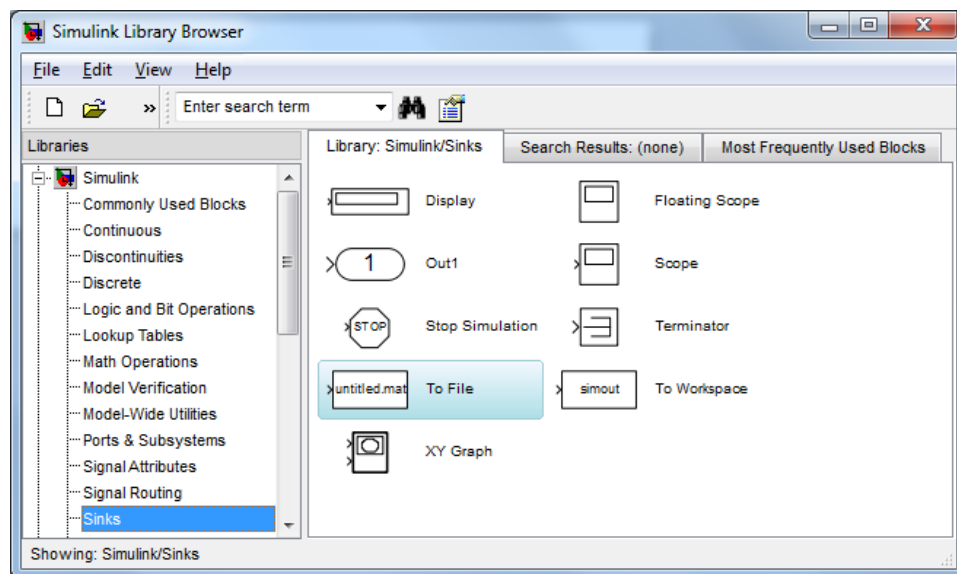 Simulink Library Browser
File Edit View Help
» Enter search term
Libraries
Simulink
Commonly Used Blocks
Continuous
Discontinuities
Discrete
Logic and Bit Operations
Lookup Tables
Math Operations
Model Verification
Model-Wide Utilities
Ports & Subsystems
Signal Attributes
Signal Routing
Sinks
Library: Simulink/Sinks Search Results: (none) Most Frequently Used Blocks
Display Floating Scope
1 Out1 Scope
STOP Stop Simulation Terminator
untitled.mat To File simout To Workspace
XY Graph
Showing: Simulink/Sinks